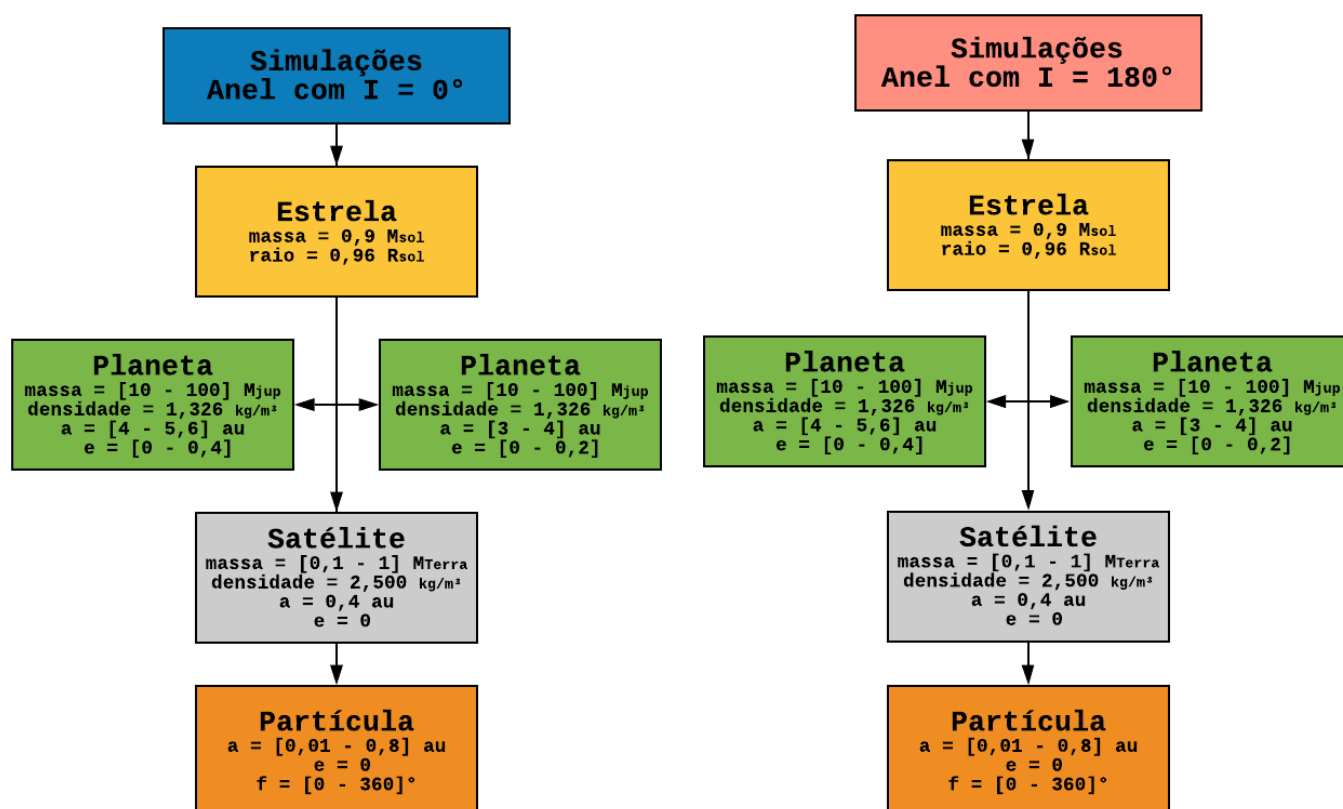 Simulações
Anel com I = 0°
Estrela
massa = 0,9 Msol
raio = 0,96 Rsol
Planeta
massa = [10 - 100] Mjup
densidade = 1,326 kg/m³
a = [4 - 5,6] au
e = [0 - 0,4]
Planeta
massa = [10 - 100] Mjup
densidade = 1,326 kg/m³
a = [3 - 4] au
e = [0 - 0,2]
Satélite
massa = [0,1 - 1] MTerra
densidade = 2,500 kg/m³
a = 0,4 au
e = 0
Partícula
a = [0,01 - 0,8] au
e = 0
f = [0 - 360]°
Simulações
Anel com I = 180°
Estrela
massa = 0,9 Msol
raio = 0,96 Rsol
Planeta
massa = [10 - 100] Mjup
densidade = 1,326 kg/m³
a = [4 - 5,6] au
e = [0 - 0,4]
Planeta
massa = [10 - 100] Mjup
densidade = 1,326 kg/m³
a = [3 - 4] au
e = [0 - 0,2]
Satélite
massa = [0,1 - 1] MTerra
densidade = 2,500 kg/m³
a = 0,4 au
e = 0
Partícula
a = [0,01 - 0,8] au
e = 0
f = [0 - 360]°